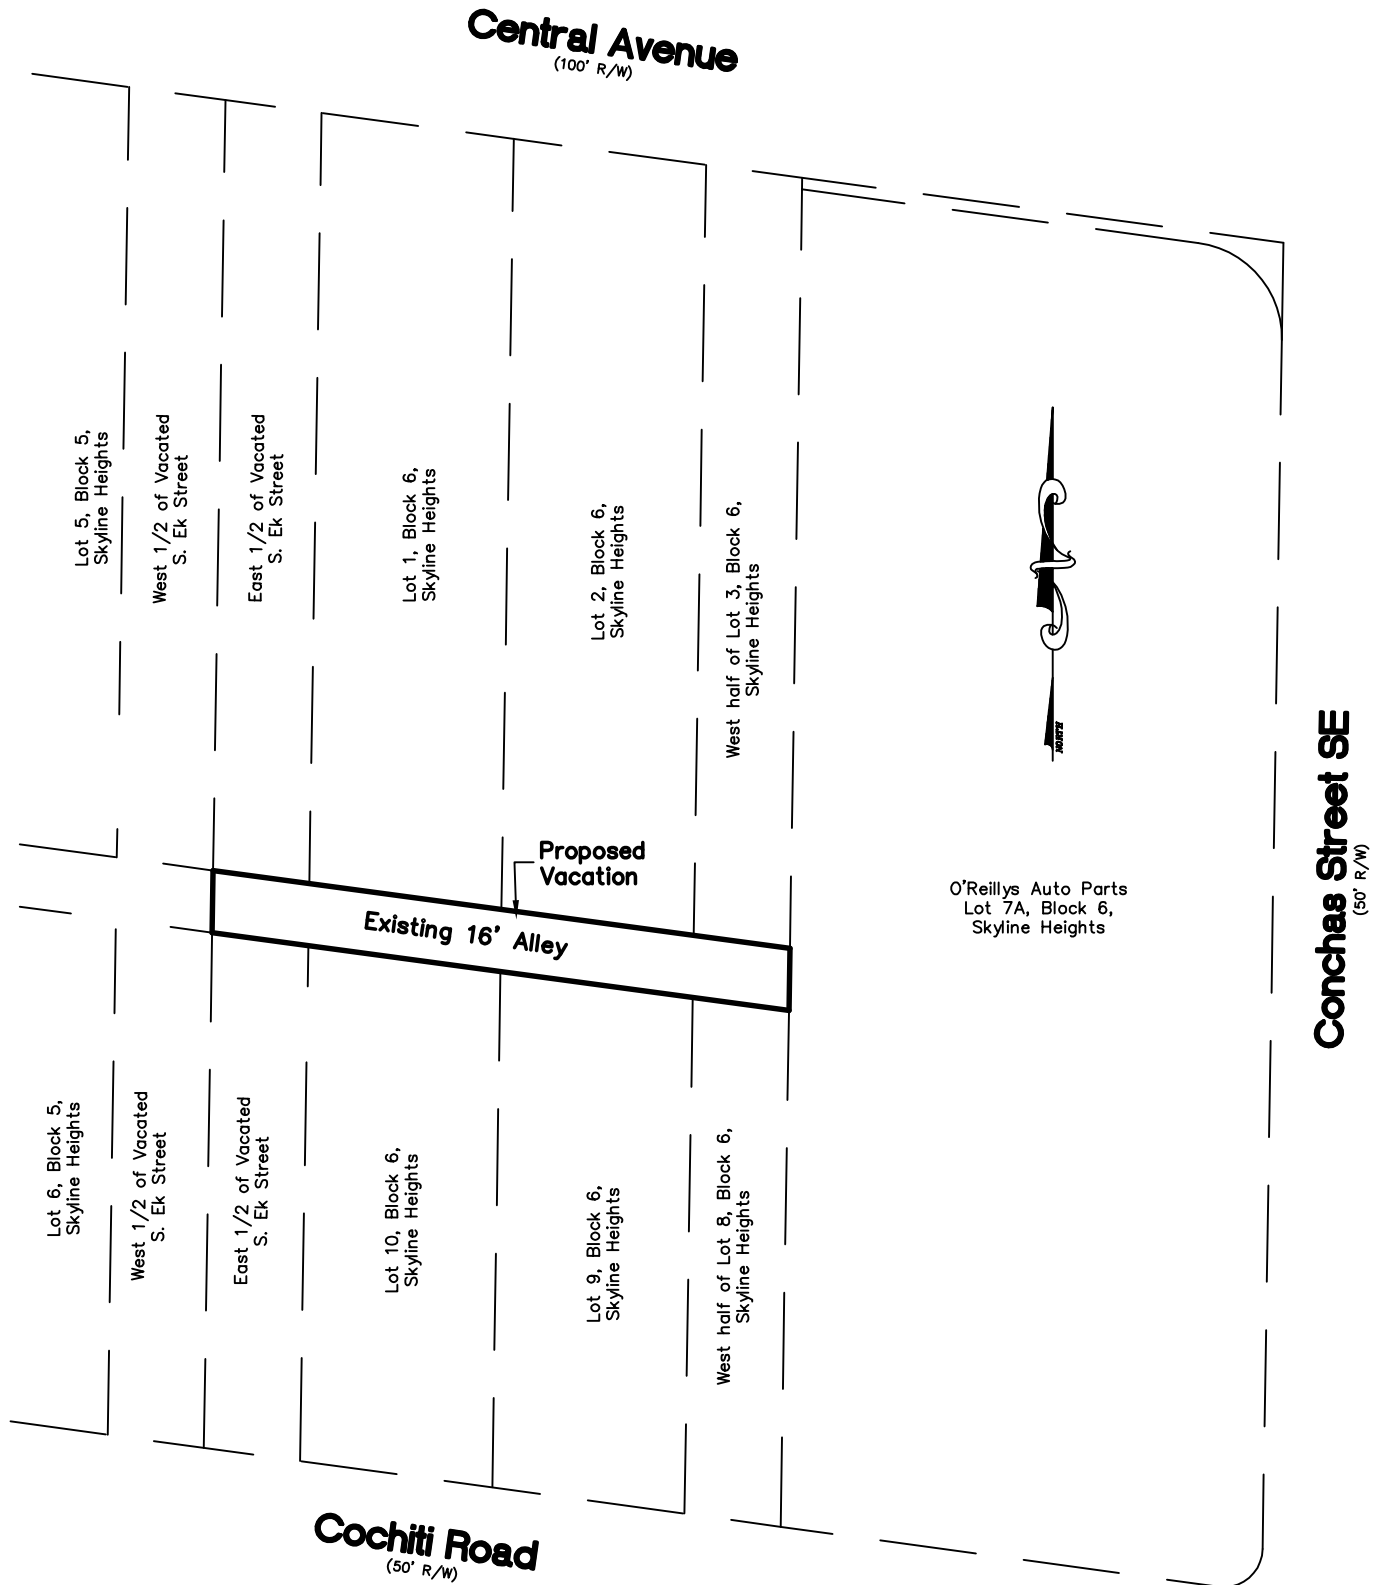 Central Avenue
(100' R/W)
Lot 5, Block 5,
Skyline Heights
West 1/2 of Vacated
S. Ek Street
East 1/2 of Vacated
S. Ek Street
Lot 1, Block 6,
Skyline Heights
Lot 2, Block 6,
Skyline Heights
West half of Lot 3, Block 6,
Skyline Heights
NORTH
Conchas Street SE
(50' R/W)
Proposed
Vacation
Existing 16' Alley
O'Reillys Auto Parts
Lot 7A, Block 6,
Skyline Heights
Lot 6, Block 5,
Skyline Heights
West 1/2 of Vacated
S. Ek Street
East 1/2 of Vacated
S. Ek Street
Lot 10, Block 6,
Skyline Heights
Lot 9, Block 6,
Skyline Heights
West half of Lot 8, Block 6,
Skyline Heights
Cochiti Road
(50' R/W)